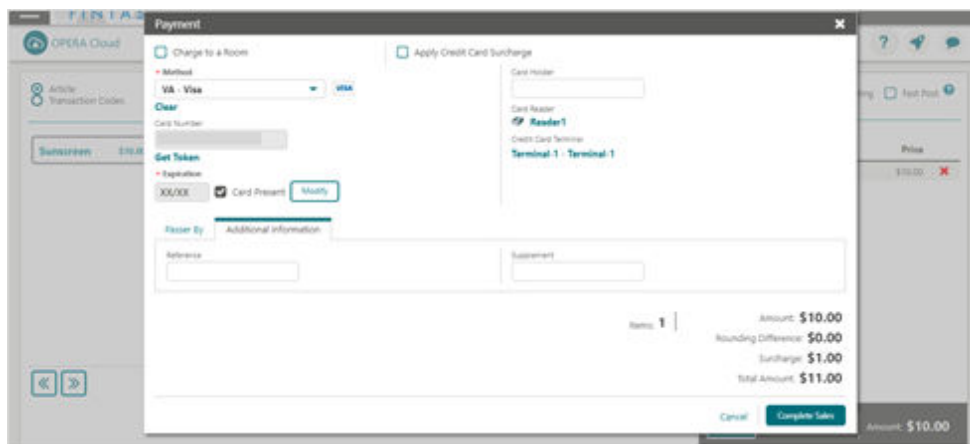 Payment
OPERA Cloud
Charge to a Room
Apply Credit Card Surcharge
Method
VA - Visa
VISA
Clear
Card Number
Get Token
Expiration
XX/XX
Card Present
Modify
Card Holder
Card Reader
Reader1
Credit Card Terminal
Terminal-1 - Terminal-1
Article
Transaction Codes
Fast Post
Sunscreen
Price
$10.00
Passer By
Additional Information
Reference
Supplement
Items: 1
Amount: $10.00
Rounding Difference: $0.00
Surcharge: $1.00
Total Amount: $11.00
Cancel
Complete Sales
Amount: $10.00